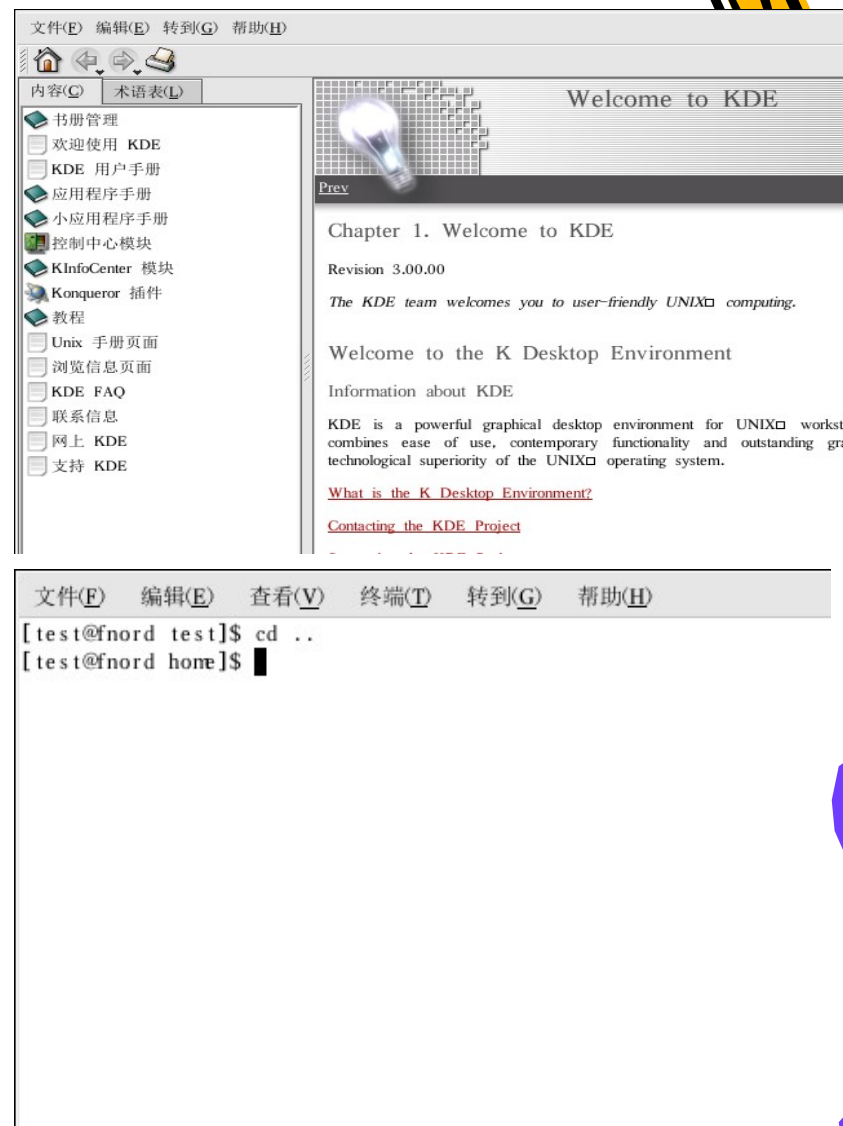 文件(F) 编辑(E) 转到(G) 帮助(H)
内容(C) 术语表(L)
书册管理
欢迎使用 KDE
KDE 用户手册
应用程序手册
小应用程序手册
控制中心模块
KInfoCenter 模块
Konqueror 插件
教程
Unix 手册页面
浏览信息页面
KDE FAQ
联系信息
网上 KDE
支持 KDE
Welcome to KDE
Prev
Chapter 1. Welcome to KDE
Revision 3.00.00
The KDE team welcomes you to user-friendly UNIX□ computing.
Welcome to the K Desktop Environment
Information about KDE
KDE is a powerful graphical desktop environment for UNIX□
combines ease of use, contemporary functionality and outstanding
technological superiority of the UNIX□ operating system.
What is the K Desktop Environment?
Contacting the KDE Project
文件(F) 编辑(E) 查看(V) 终端(T) 转到(G) 帮助(H)
[test@fnord test]$ cd ..
[test@fnord home]$